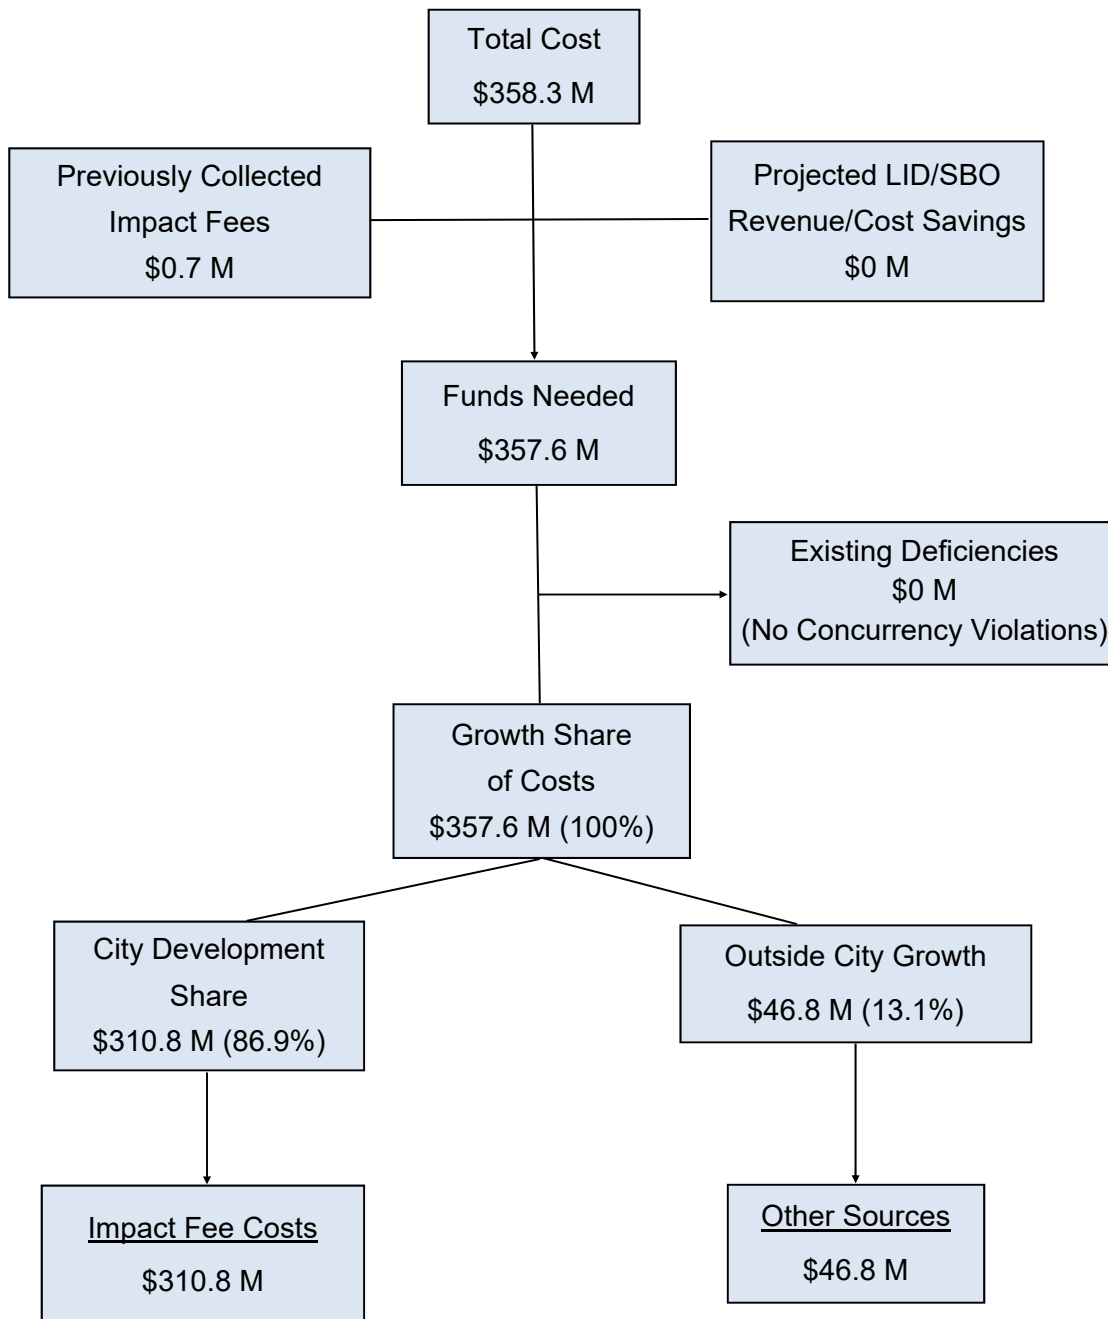 Total Cost
$358.3 M
Previously Collected
Impact Fees
$0.7 M
Projected LID/SBO
Revenue/Cost Savings
$0 M
Funds Needed
$357.6 M
Existing Deficiencies
$0 M
(No Concurrency Violations)
Growth Share
of Costs
$357.6 M (100%)
City Development
Share
$310.8 M (86.9%)
Outside City Growth
$46.8 M (13.1%)
Impact Fee Costs
$310.8 M
Other Sources
$46.8 M